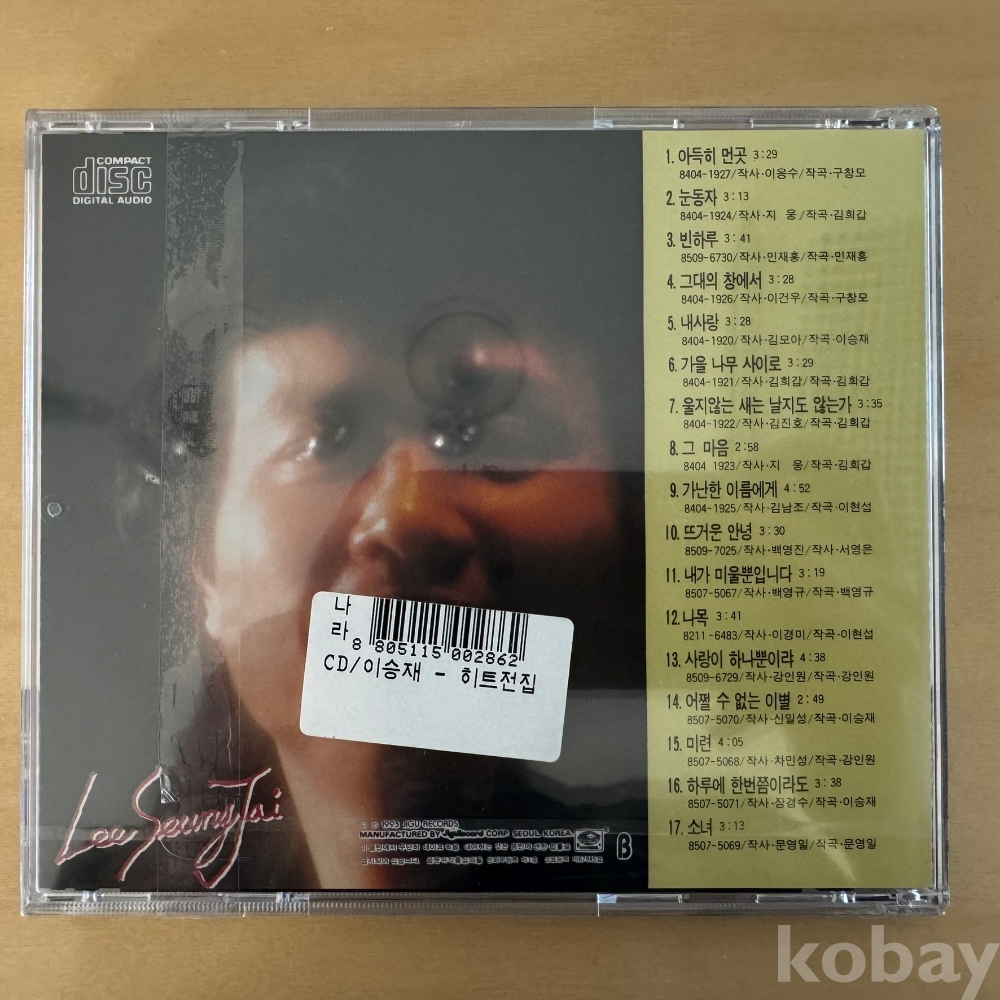 COMPACT
disc
DIGITAL AUDIO
1. 아득히 먼곳 3:29
8404-1927/작사·이응수/작곡·구창모
2. 눈동자 3:13
8404-1924/작사·지 웅/작곡·김희갑
3. 빈하루 3:41
8509-6730/작사·민재홍/작곡·민재홍
4. 그대의 창에서 3:28
8404-1926/작사·이건우/작곡·구창모
5. 내사랑 3:28
8404-1920/작사·김모아/작곡·이승재
6. 가을 나무 사이로 3:29
8404-1921/작사·김희갑/작곡·김희갑
7. 울지않는 새는 날지도 않는가 3:35
8404-1922/작사·김진호/작곡·김희갑
8. 그 마음 2:58
8404 1923/작사·지 웅/작곡·김희갑
9. 가난한 이름에게 4:52
8404-1925/작사·김남조/작곡·이현섭
10. 뜨거운 안녕 3:30
8509-7025/작사·백영진/작사·서영은
11. 내가 미울뿐입니다 3:19
8507-5067/작사·백영규/작곡·백영규
12. 나목 3:41
8211-6483/작사·이경미/작곡·이현섭
13. 사랑이 하나뿐이랴 4:38
8509-6729/작사·강인원/작곡·강인원
14. 어쩔 수 없는 이별 2:49
8507-5070/작사·신일성/작곡·이승재
15. 미련 4:05
8507-5068/작사·차민성/작곡·강인원
16. 하루에 한번쯤이라도 3:38
8507-5071/작사·장경수/작곡·이승재
17. 소녀 3:13
8507-5069/작사·문영일/작곡·문영일
나라
8 805115 002862
CD/이승재 - 히트전집
Lee Seung Jai
℗ © 1993 JIGU RECORDS
MANUFACTURED BY JiguRecord CORP. SEOUL KOREA
B
kobay